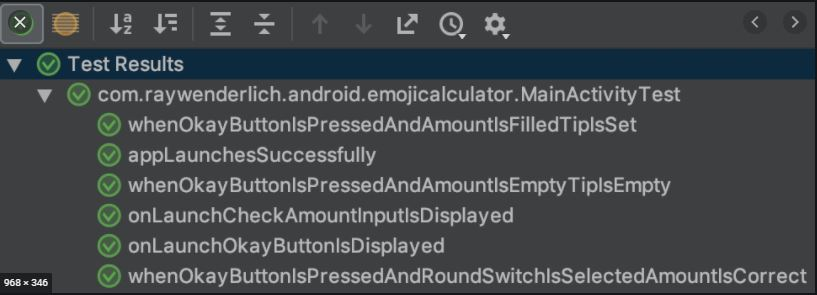 Test Results
com.raywenderlich.android.emojicalculator.MainActivityTest
whenOkayButtonIsPressedAndAmountIsFilledTipIsSet
appLaunchesSuccessfully
whenOkayButtonIsPressedAndAmountIsEmptyTipIsEmpty
onLaunchCheckAmountInputIsDisplayed
onLaunchOkayButtonIsDisplayed
whenOkayButtonIsPressedAndRoundSwitchIsSelectedAmountIsCorrect
968 × 346